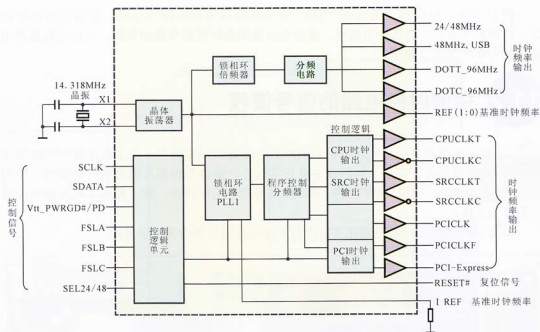 24/48MHz
48MHz, USB
DOTT_96MHz
DOTC_96MHz
时钟
频率
输出
锁相环
倍频器
分频
电路
14.318MHz
晶振
X1
X2
晶体
振荡器
REF(1:0)基准时钟频率
控制逻辑
CPU时钟
输出
SRC时钟
输出
PCI时钟
输出
CPUCLKT
CPUCLKC
SRCCLKT
SRCCLKC
PCICLK
PCICLKF
PCI-Express
时钟
频率
输出
锁相环
电路
PLL1
程序控制
分频器
控制信号
SCLK
SDATA
Vtt_PWRGD#/PD
FSLA
FSLB
FSLC
SEL24/48
控制
逻辑
单元
RESET# 复位信号
I REF 基准时钟频率